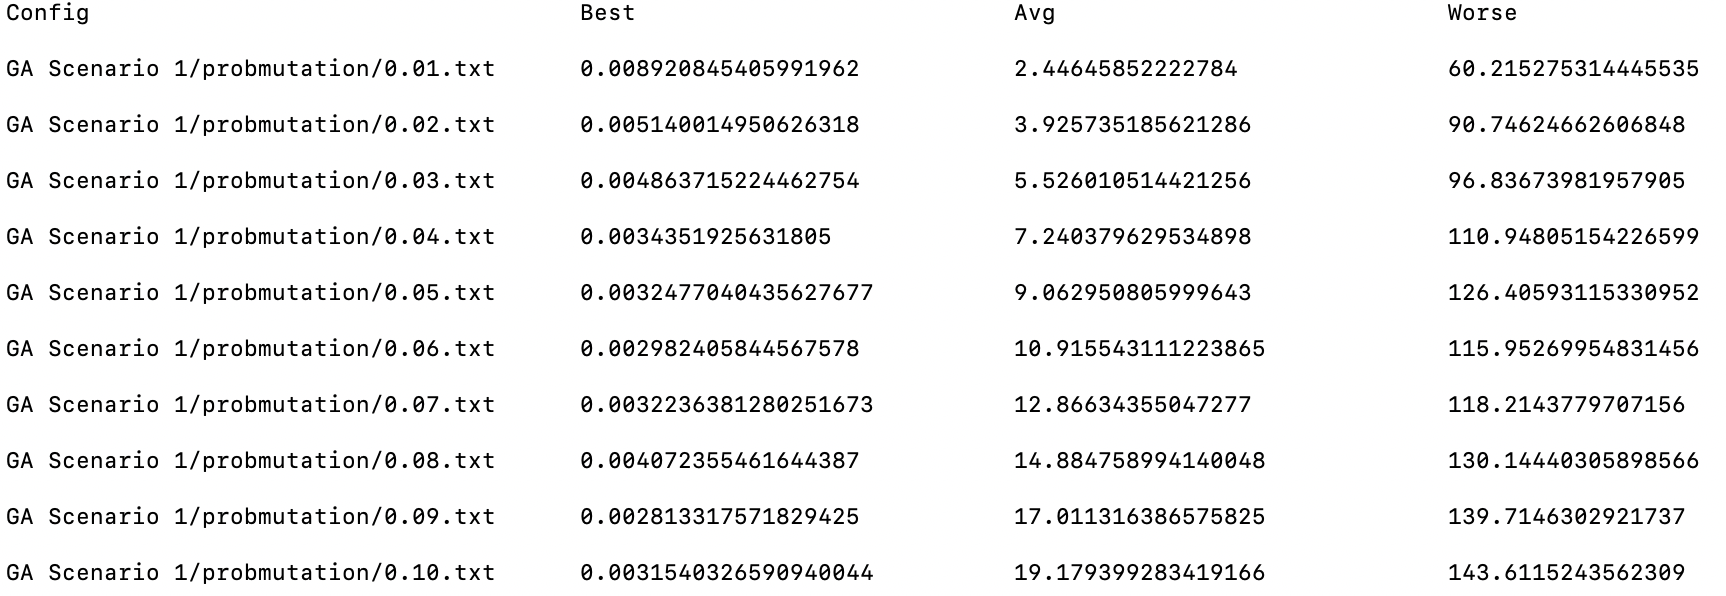 Config Best Avg Worse
GA Scenario 1/probmutation/0.01.txt 0.008920845405991962 2.44645852222784 60.215275314445535
GA Scenario 1/probmutation/0.02.txt 0.005140014950626318 3.925735185621286 90.74624662606848
GA Scenario 1/probmutation/0.03.txt 0.004863715224462754 5.526010514421256 96.83673981957905
GA Scenario 1/probmutation/0.04.txt 0.0034351925631805 7.240379629534898 110.94805154226599
GA Scenario 1/probmutation/0.05.txt 0.0032477040435627677 9.062950805999643 126.40593115330952
GA Scenario 1/probmutation/0.06.txt 0.002982405844567578 10.915543111223865 115.95269954831456
GA Scenario 1/probmutation/0.07.txt 0.0032236381280251673 12.86634355047277 118.2143779707156
GA Scenario 1/probmutation/0.08.txt 0.004072355461644387 14.884758994140048 130.14440305898566
GA Scenario 1/probmutation/0.09.txt 0.002813317571829425 17.011316386575825 139.7146302921737
GA Scenario 1/probmutation/0.10.txt 0.0031540326590940044 19.179399283419166 143.6115243562309